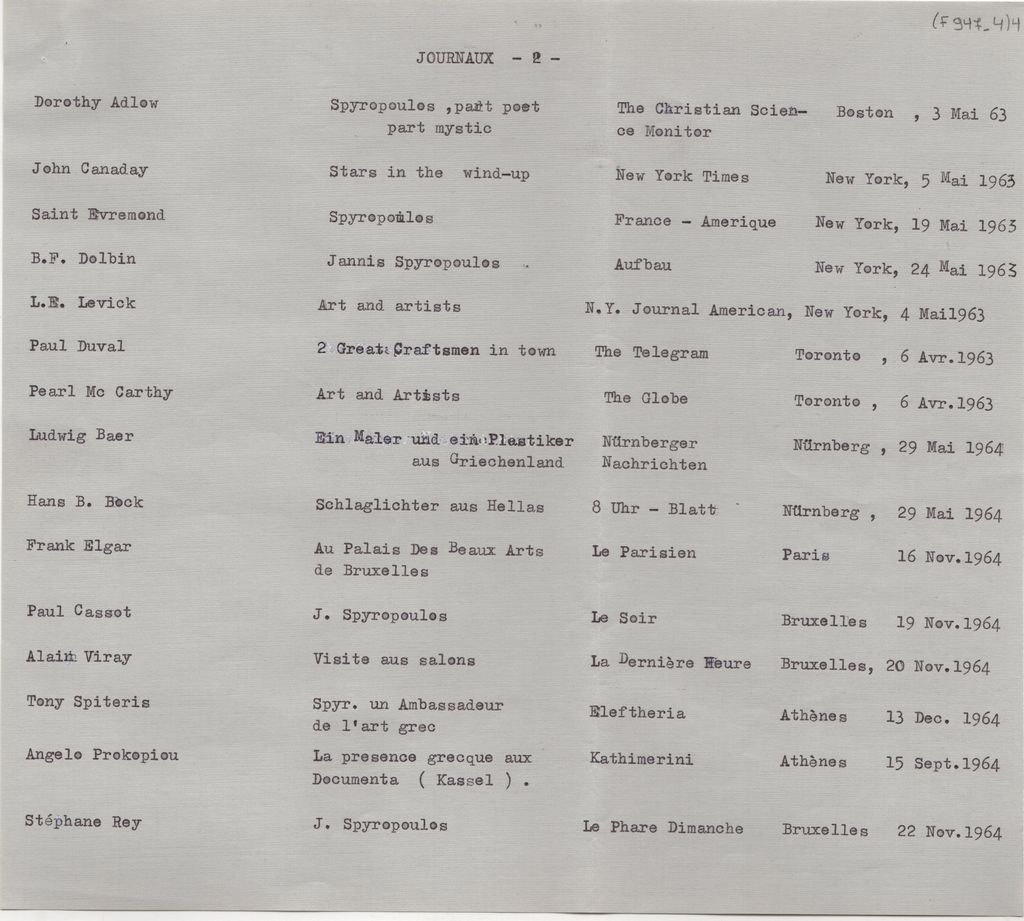 (F 947_4)4
JOURNAUX - 2 -
Dorothy Adlow Spyropoulos ,part poet The Christian Scien- Boston , 3 Mai 63
part mystic ce Monitor
John Canaday Stars in the wind-up New York Times New York, 5 Mai 1963
Saint Evremond Spyropoulos France - Amerique New York, 19 Mai 1963
B.F. Dolbin Jannis Spyropoulos . Aufbau New York, 24 Mai 1963
L.E. Levick Art and artists N.Y. Journal American, New York, 4 Mai1963
Paul Duval 2 Great Craftsmen in town The Telegram Toronto , 6 Avr.1963
Pearl Mc Carthy Art and Artists The Globe Toronto , 6 Avr.1963
Ludwig Baer Ein Maler und ein Plastiker Nürnberger Nürnberg , 29 Mai 1964
aus Griechenland Nachrichten
Hans B. Bock Schlaglichter aus Hellas 8 Uhr - Blatt Nürnberg , 29 Mai 1964
Frank Elgar Au Palais Des Beaux Arts Le Parisien Paris 16 Nov.1964
de Bruxelles
Paul Cassot J. Spyropoulos Le Soir Bruxelles 19 Nov.1964
Alain Viray Visite aus salons La Dernière Heure Bruxelles, 20 Nov.1964
Tony Spiteris Spyr. un Ambassadeur Eleftheria Athènes 13 Dec. 1964
de l'art grec
Angelo Prokopiou La presence grecque aux Kathimerini Athènes 15 Sept.1964
Documenta ( Kassel ) .
Stéphane Rey J. Spyropoulos Le Phare Dimanche Bruxelles 22 Nov.1964